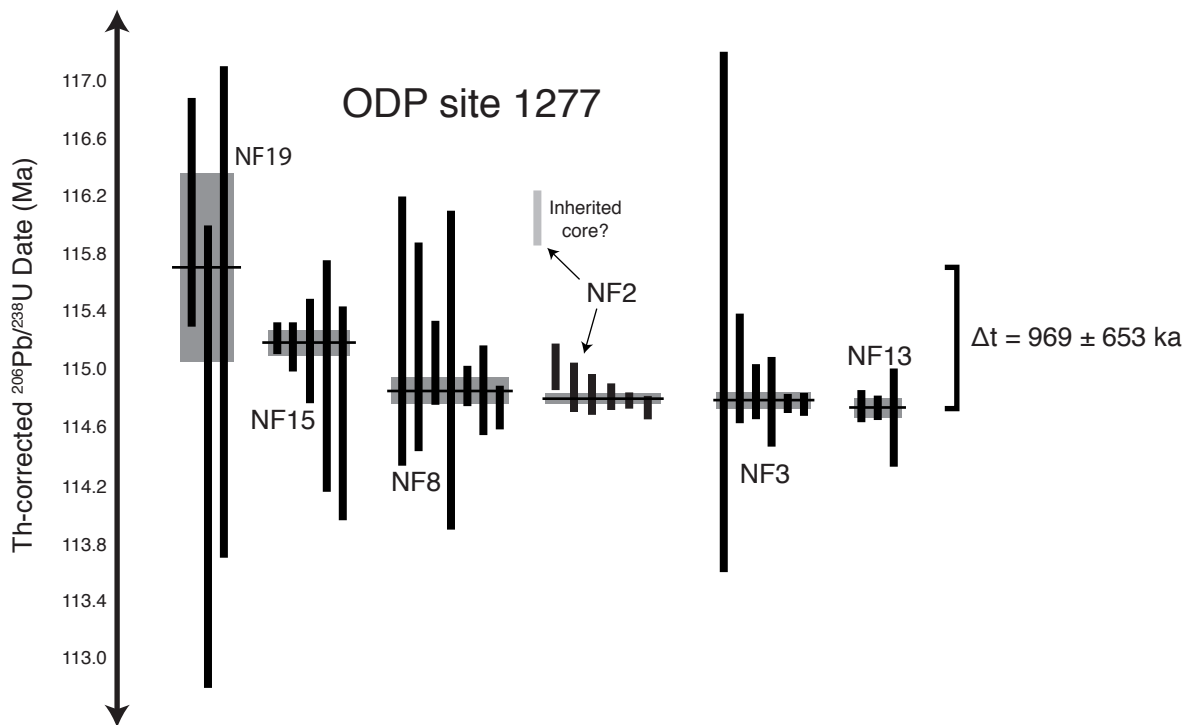 ODP site 1277
Th-corrected ²⁰⁶Pb/²³⁸U Date (Ma)
117.0
116.6
116.2
115.8
115.4
115.0
114.6
114.2
113.8
113.4
113.0
NF19
NF15
NF8
Inherited
core?
NF2
NF3
NF13
Δt = 969 ± 653 ka